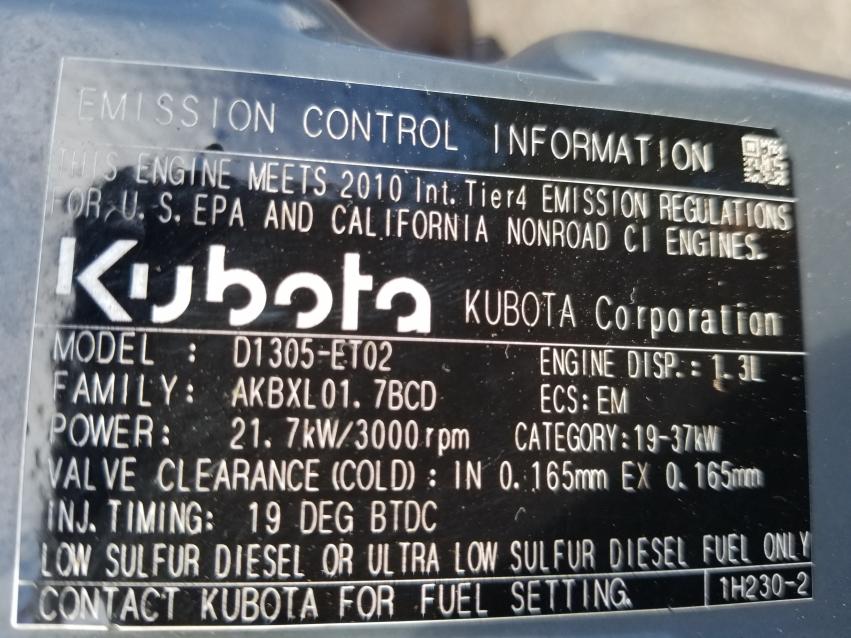 EMISSION CONTROL INFORMATION
THIS ENGINE MEETS 2010 Int. Tier4 EMISSION REGULATIONS
FOR U. S. EPA AND CALIFORNIA NONROAD CI ENGINES.
Kubota KUBOTA Corporation
MODEL : D1305-ET02 ENGINE DISP.: 1.3L
FAMILY: AKBXL01. 7BCD ECS: EM
POWER: 21. 7kW/3000rpm CATEGORY: 19-37kW
VALVE CLEARANCE (COLD) : IN 0. 165mm EX 0. 165mm
INJ. TIMING: 19 DEG BTDC
LOW SULFUR DIESEL OR ULTRA LOW SULFUR DIESEL FUEL ONLY
CONTACT KUBOTA FOR FUEL SETTING. 1H230-2